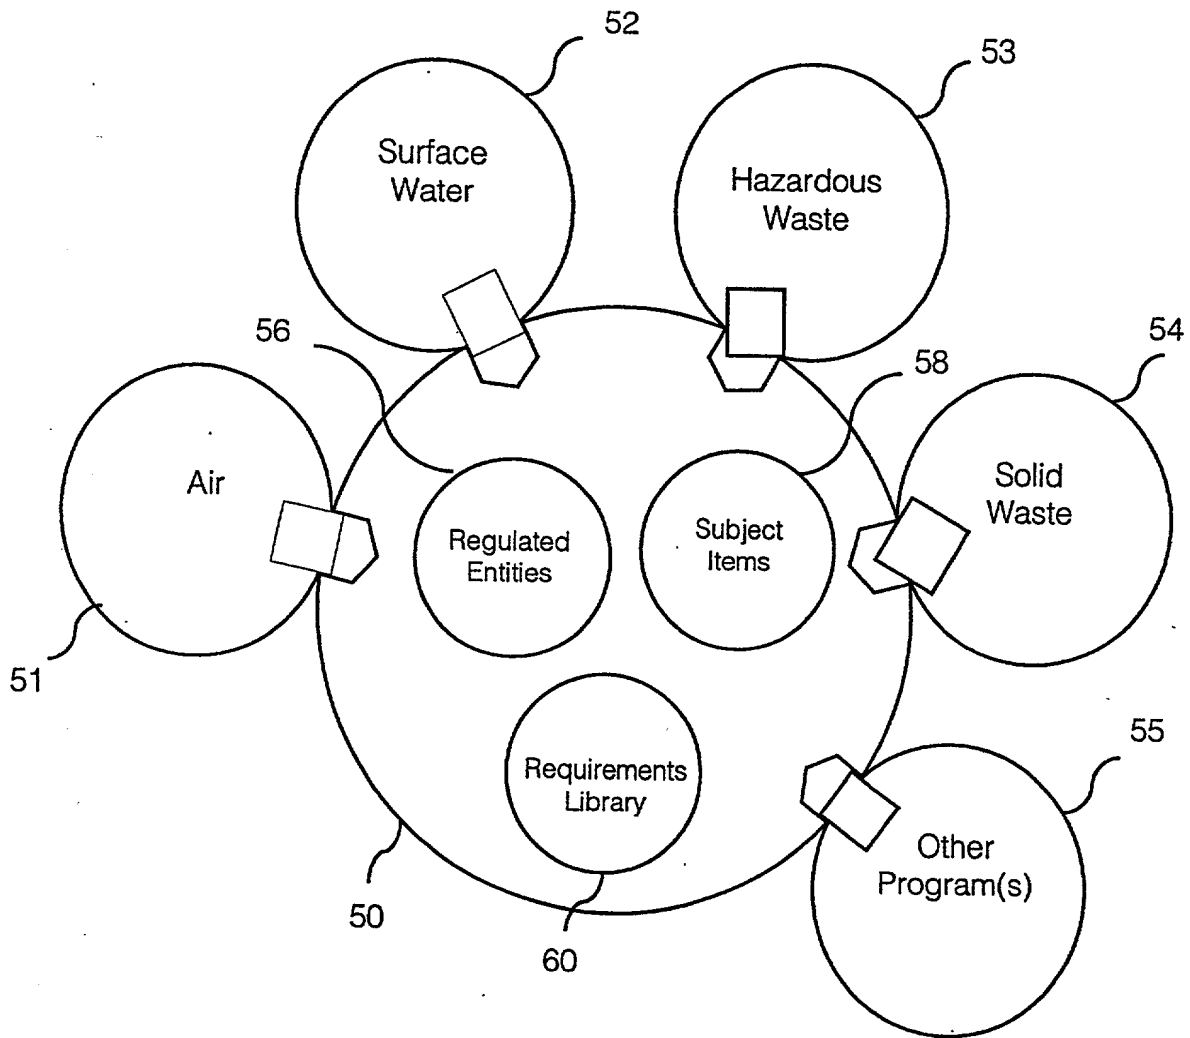 52
53
Surface
Water
Hazardous
Waste
56
54
58
Air
Solid
Waste
Regulated
Entities
Subject
Items
51
55
Requirements
Library
Other
Program(s)
50
60